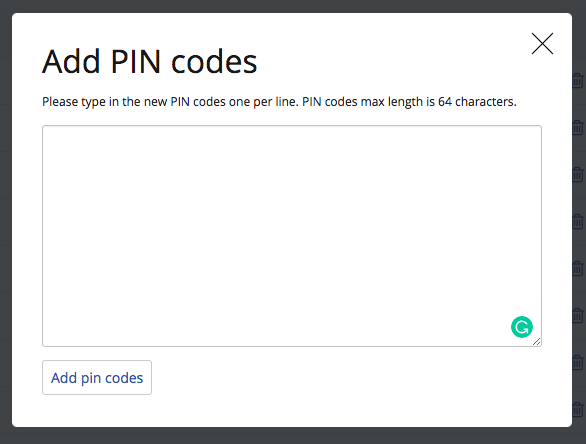 Add PIN codes
Please type in the new PIN codes one per line. PIN codes max length is 64 characters.
Add pin codes